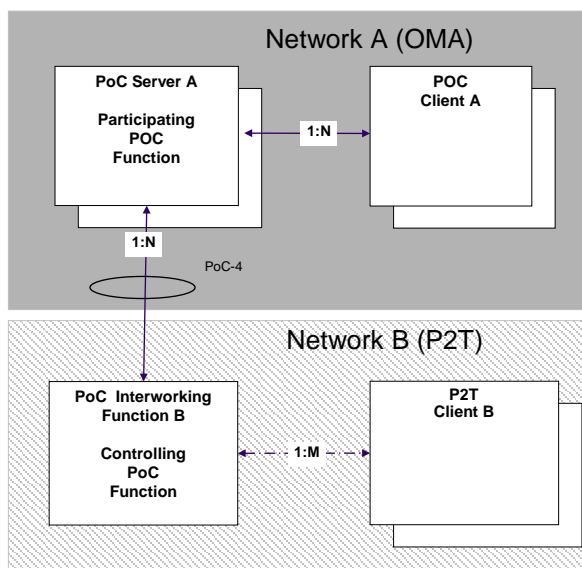 Network A (OMA)
PoC Server A
Participating
POC
Function
1:N
POC
Client A
1:N
PoC-4
Network B (P2T)
PoC Interworking
Function B
Controlling
PoC
Function
1:M
P2T
Client B